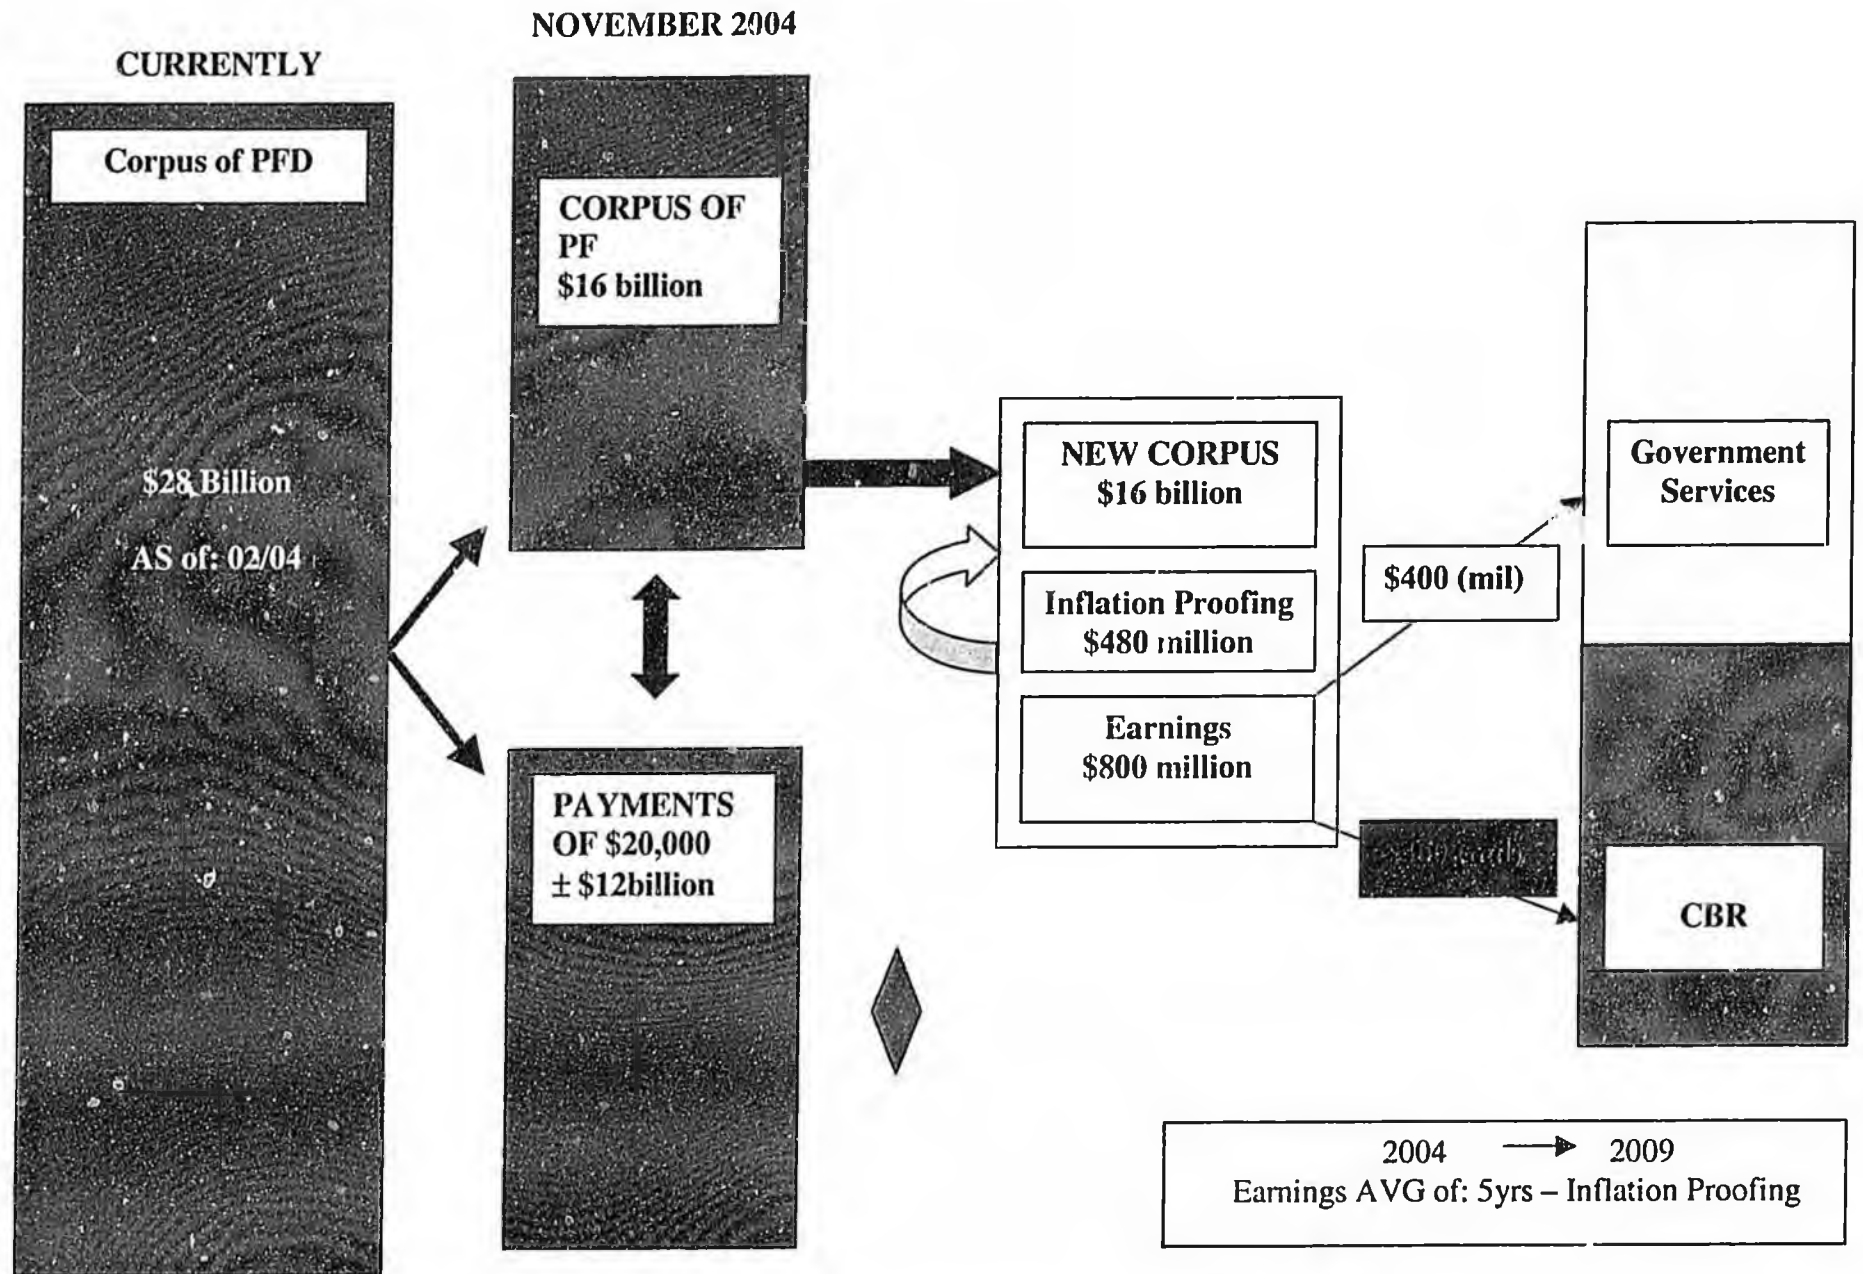 CURRENTLY
Corpus of PFD
$28 Billion
AS of: 02/04
NOVEMBER 2004
CORPUS OF
PF
$16 billion
PAYMENTS
OF $20,000
± $12billion
NEW CORPUS
$16 billion
Inflation Proofing
$480 million
Earnings
$800 million
$400 (mil)
Government
Services
CBR
2004 2009
Earnings AVG of: 5yrs – Inflation Proofing